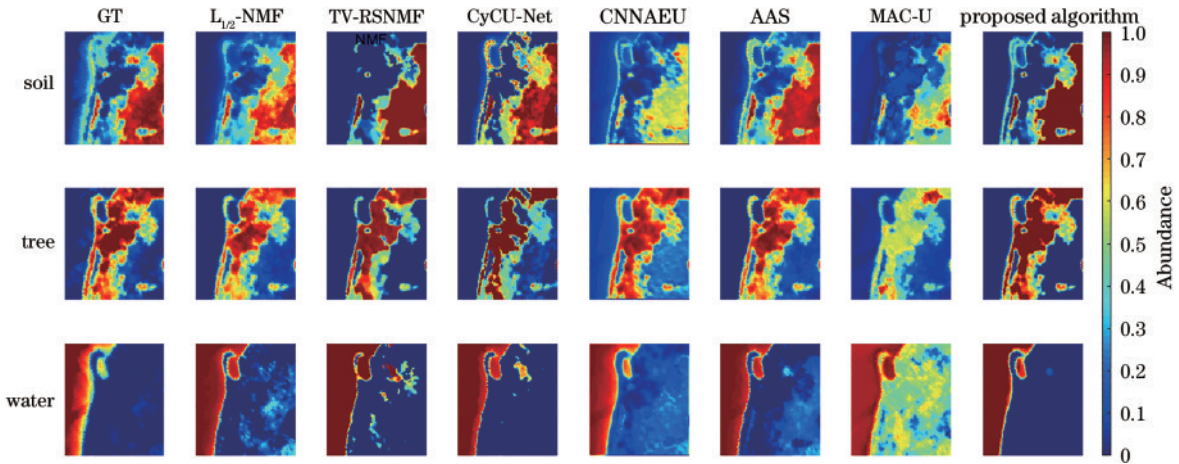 GT L1/2-NMF TV-RSNMF CyCU-Net CNNAEU AAS MAC-U proposed algorithm
NMF
soil
tree
water
1.0
0.9
0.8
0.7
0.6
0.5
0.4
0.3
0.2
0.1
0
Abundance